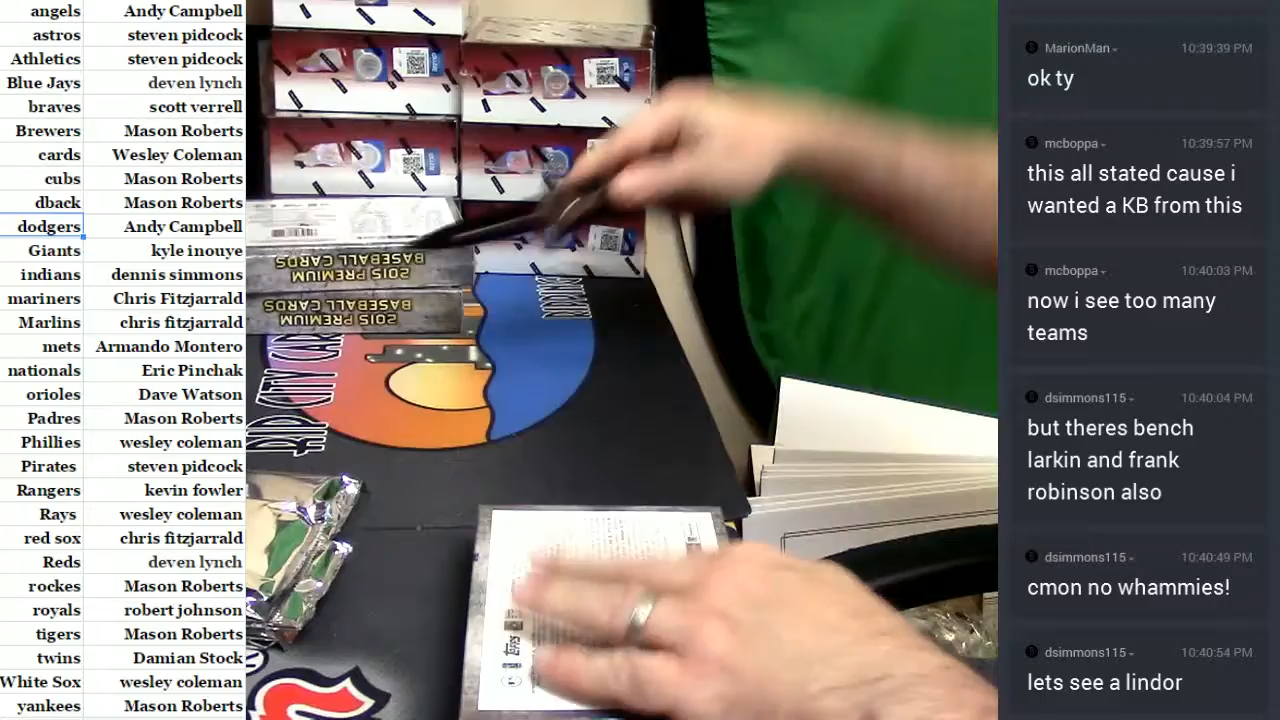 angels Andy Campbell
astros steven pidcock
Athletics steven pidcock
Blue Jays deven lynch
braves scott verrell
Brewers Mason Roberts
cards Wesley Coleman
cubs Mason Roberts
dback Mason Roberts
dodgers Andy Campbell
Giants kyle inouye
indians dennis simmons
mariners Chris Fitzjarrald
Marlins chris fitzjarrald
mets Armando Montero
nationals Eric Pinchak
orioles Dave Watson
Padres Mason Roberts
Phillies wesley coleman
Pirates steven pidcock
Rangers kevin fowler
Rays wesley coleman
red sox chris fitzjarrald
Reds deven lynch
rockes Mason Roberts
royals robert johnson
tigers Mason Roberts
twins Damian Stock
White Sox wesley coleman
yankees Mason Roberts
2015 PREMIUM
BASEBALL CARDS
2015 PREMIUM
BASEBALL CARDS
RIP CITY CAR
RIPPIN
TOPPS
MarionMan 10:39:39 PM
ok ty
mcboppa 10:39:57 PM
this all stated cause i
wanted a KB from this
mcboppa 10:40:03 PM
now i see too many
teams
dsimmons115 10:40:04 PM
but theres bench
larkin and frank
robinson also
dsimmons115 10:40:49 PM
cmon no whammies!
dsimmons115 10:40:54 PM
lets see a lindor